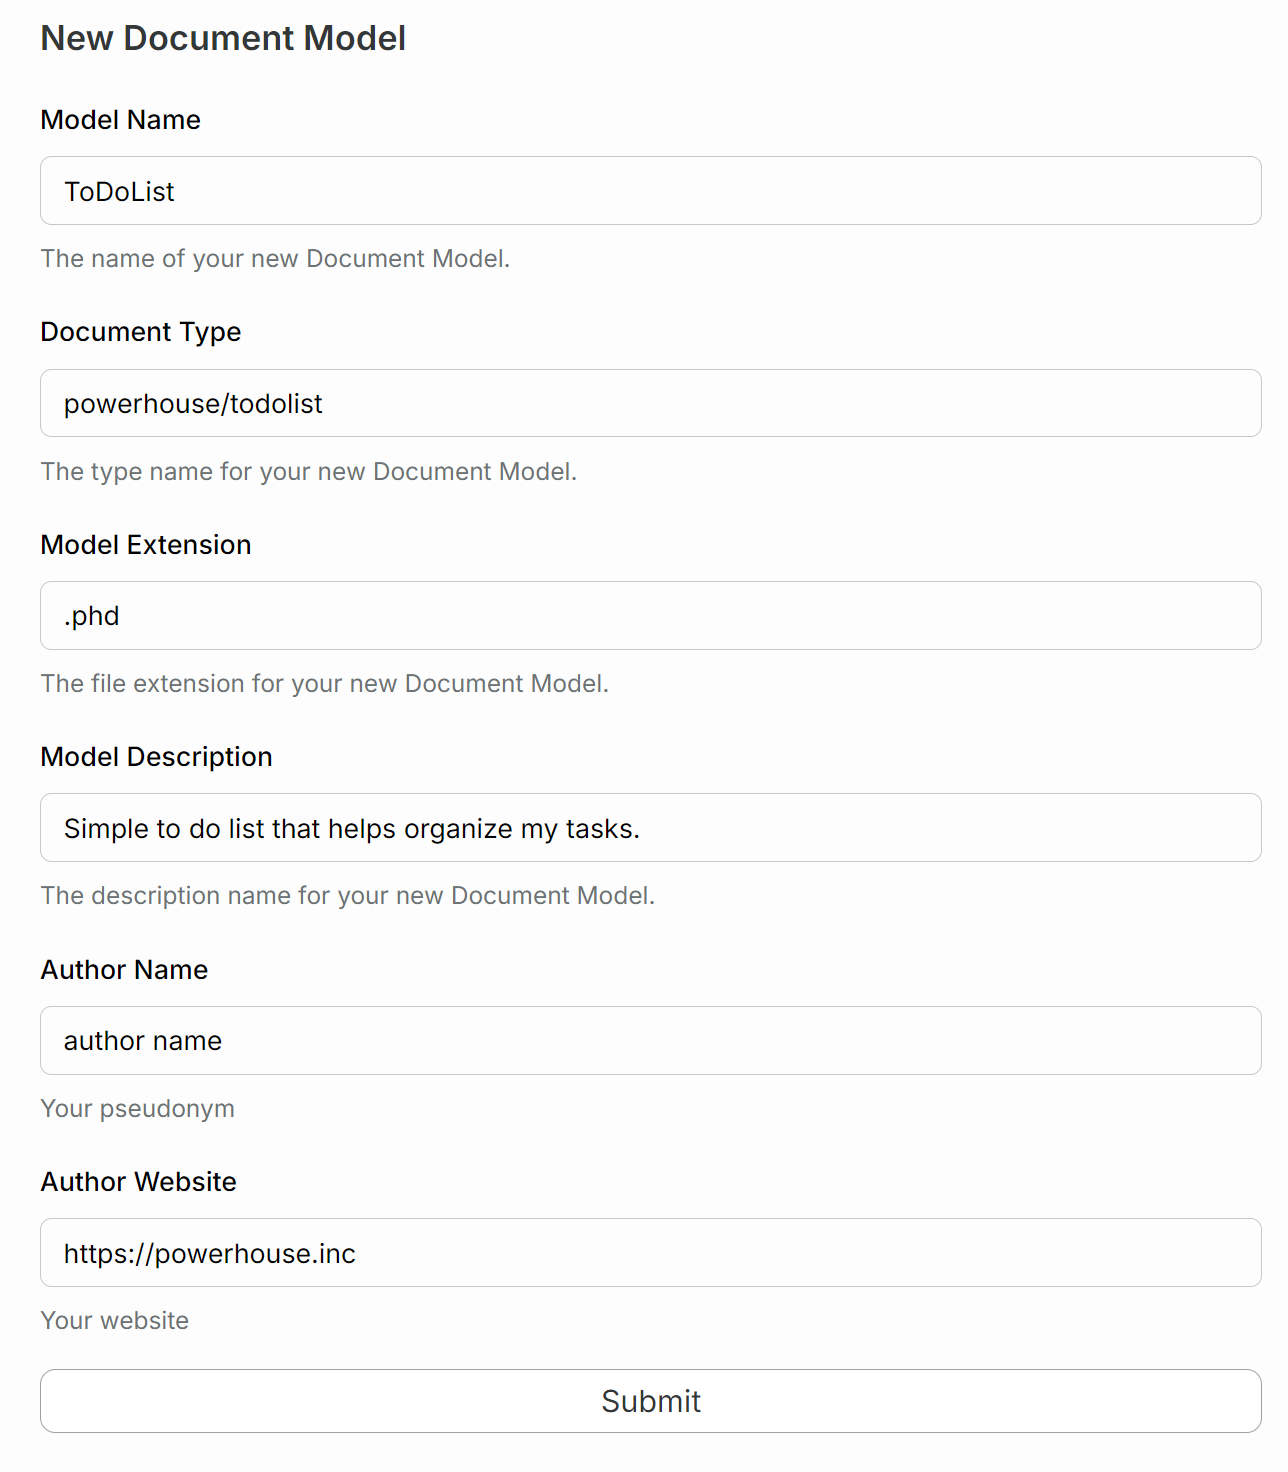 New Document Model
Model Name
ToDoList
The name of your new Document Model.
Document Type
powerhouse/todolist
The type name for your new Document Model.
Model Extension
.phd
The file extension for your new Document Model.
Model Description
Simple to do list that helps organize my tasks.
The description name for your new Document Model.
Author Name
author name
Your pseudonym
Author Website
https://powerhouse.inc
Your website
Submit